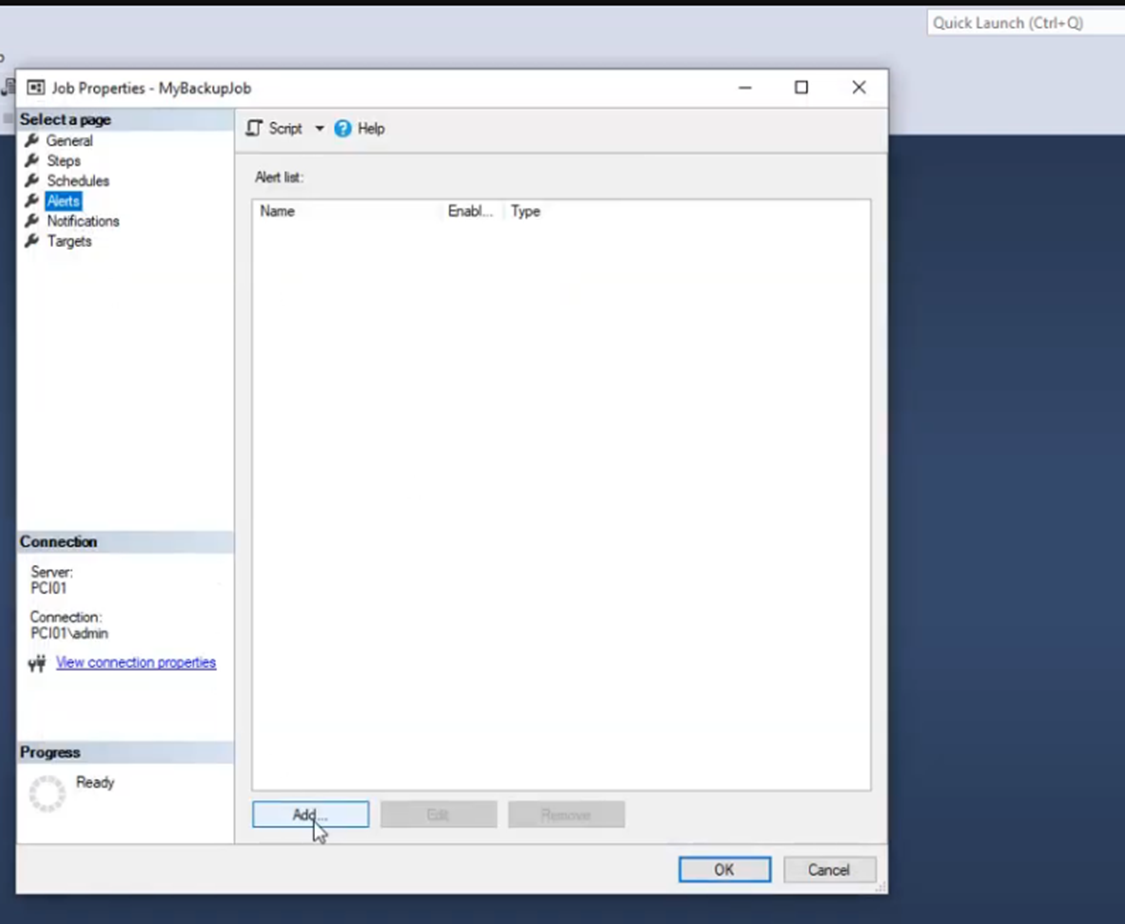 Quick Launch (Ctrl+Q)
Job Properties - MyBackupJob
Select a page
General
Steps
Schedules
Alerts
Notifications
Targets
Script
Help
Alert list:
Name Enabl... Type
Connection
Server:
PCI01
Connection:
PCI01\admin
View connection properties
Progress
Ready
Add... Edit Remove
OK Cancel